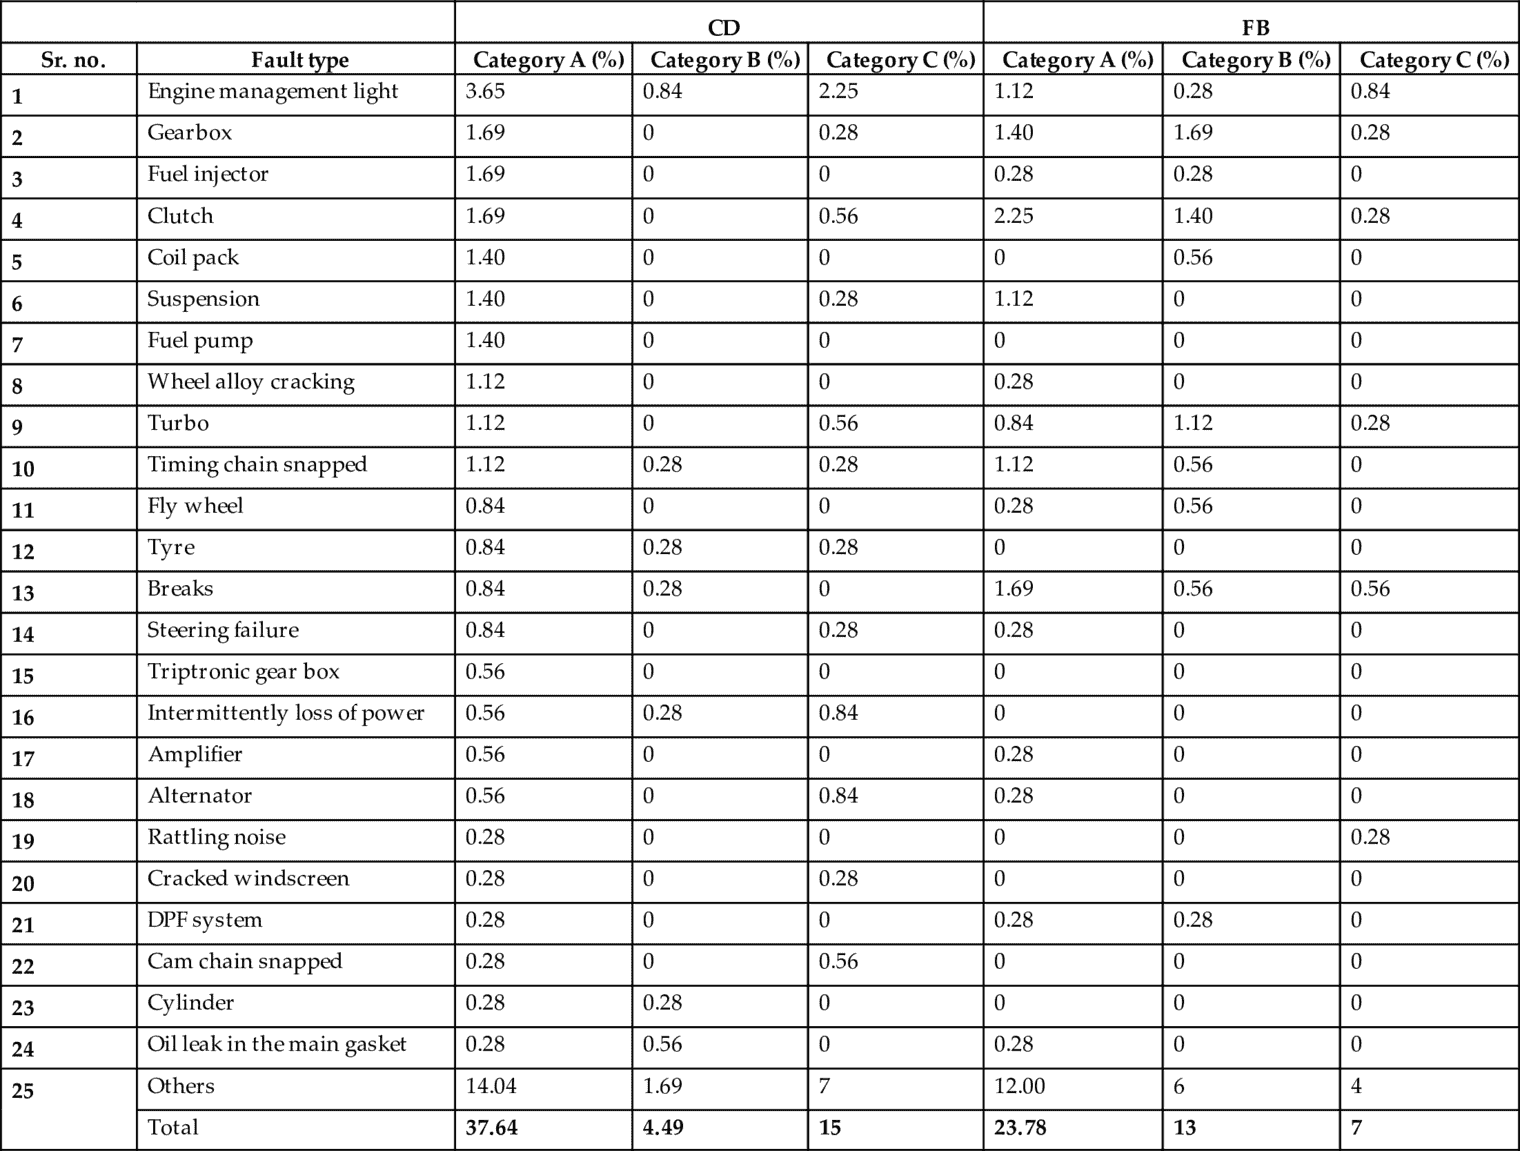 CD FB
Sr. no. Fault type Category A (%) Category B (%) Category C (%) Category A (%) Category B (%) Category C (%)
1 Engine management light 3.65 0.84 2.25 1.12 0.28 0.84
2 Gearbox 1.69 0 0.28 1.40 1.69 0.28
3 Fuel injector 1.69 0 0 0.28 0.28 0
4 Clutch 1.69 0 0.56 2.25 1.40 0.28
5 Coil pack 1.40 0 0 0 0.56 0
6 Suspension 1.40 0 0.28 1.12 0 0
7 Fuel pump 1.40 0 0 0 0 0
8 Wheel alloy cracking 1.12 0 0 0.28 0 0
9 Turbo 1.12 0 0.56 0.84 1.12 0.28
10 Timing chain snapped 1.12 0.28 0.28 1.12 0.56 0
11 Fly wheel 0.84 0 0 0.28 0.56 0
12 Tyre 0.84 0.28 0.28 0 0 0
13 Breaks 0.84 0.28 0 1.69 0.56 0.56
14 Steering failure 0.84 0 0.28 0.28 0 0
15 Triptronic gear box 0.56 0 0 0 0 0
16 Intermittently loss of power 0.56 0.28 0.84 0 0 0
17 Amplifier 0.56 0 0 0.28 0 0
18 Alternator 0.56 0 0.84 0.28 0 0
19 Rattling noise 0.28 0 0 0 0 0.28
20 Cracked windscreen 0.28 0 0.28 0 0 0
21 DPF system 0.28 0 0 0.28 0.28 0
22 Cam chain snapped 0.28 0 0.56 0 0 0
23 Cylinder 0.28 0.28 0 0 0 0
24 Oil leak in the main gasket 0.28 0.56 0 0.28 0 0
25 Others 14.04 1.69 7 12.00 6 4
Total 37.64 4.49 15 23.78 13 7